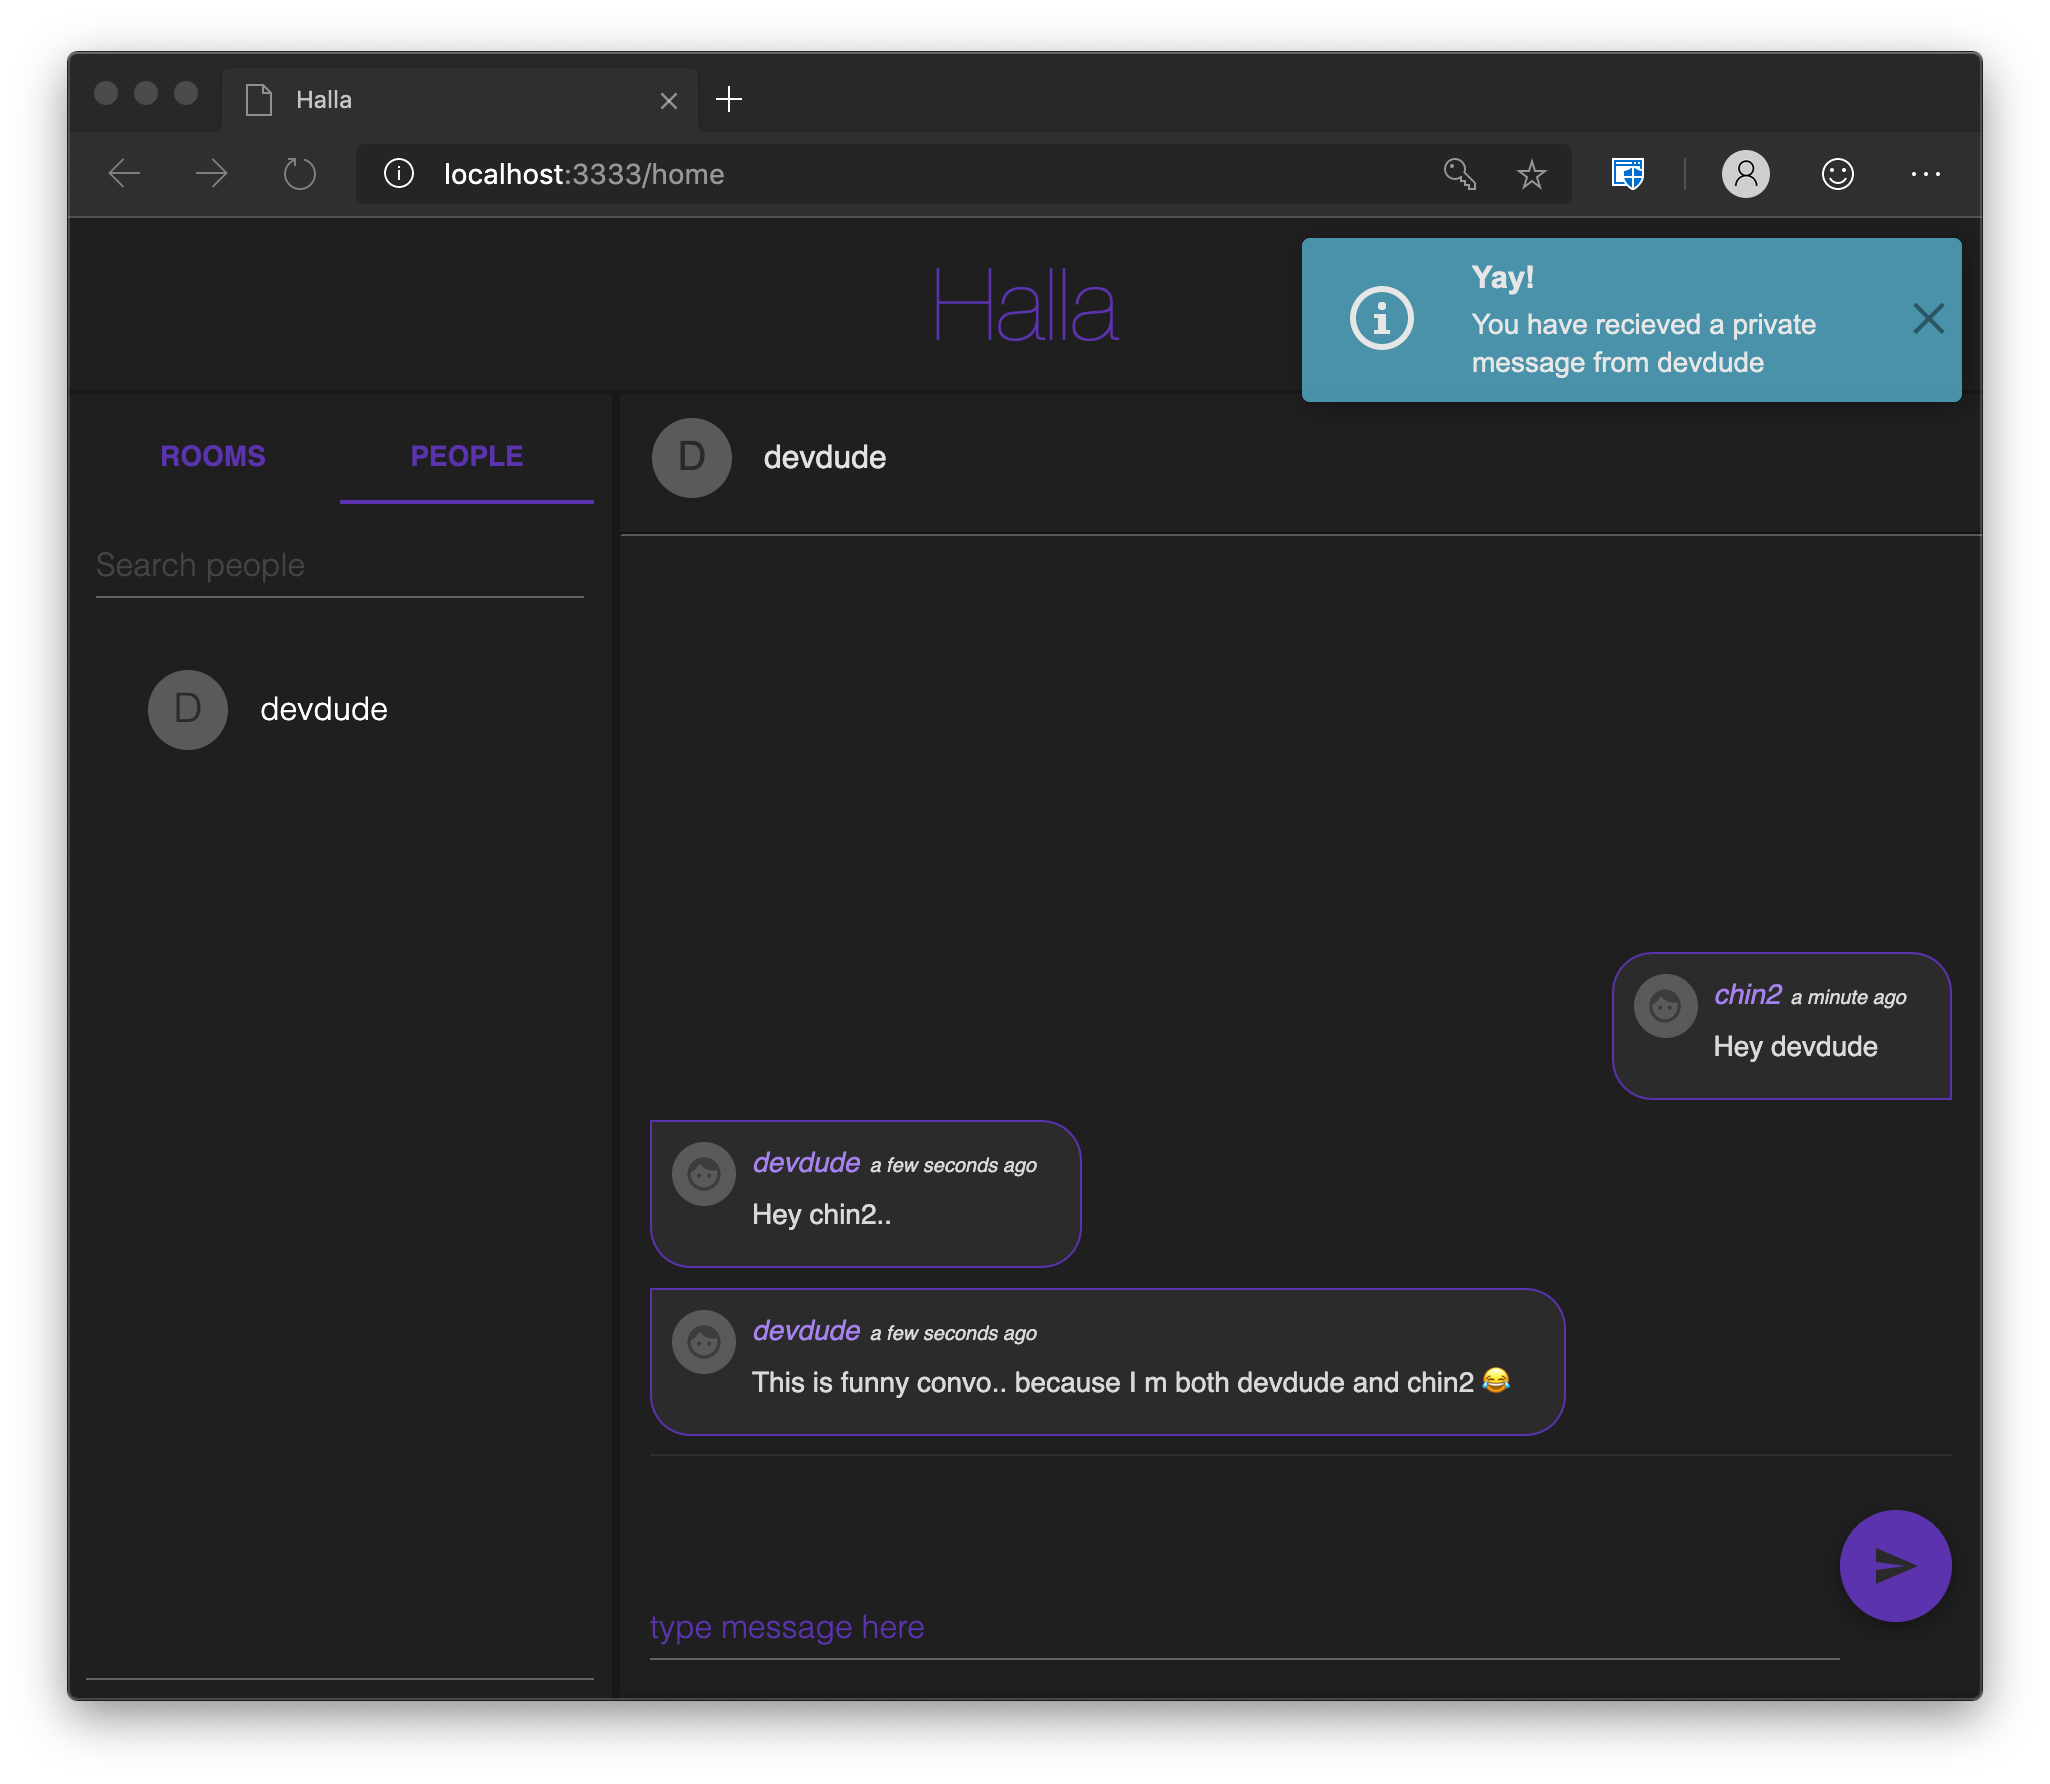 Halla
localhost:3333/home
Halla
Yay!
You have recieved a private
message from devdude
ROOMS
PEOPLE
Search people
D
devdude
D
devdude
chin2 a minute ago
Hey devdude
devdude a few seconds ago
Hey chin2..
devdude a few seconds ago
This is funny convo.. because I m both devdude and chin2 😂
type message here